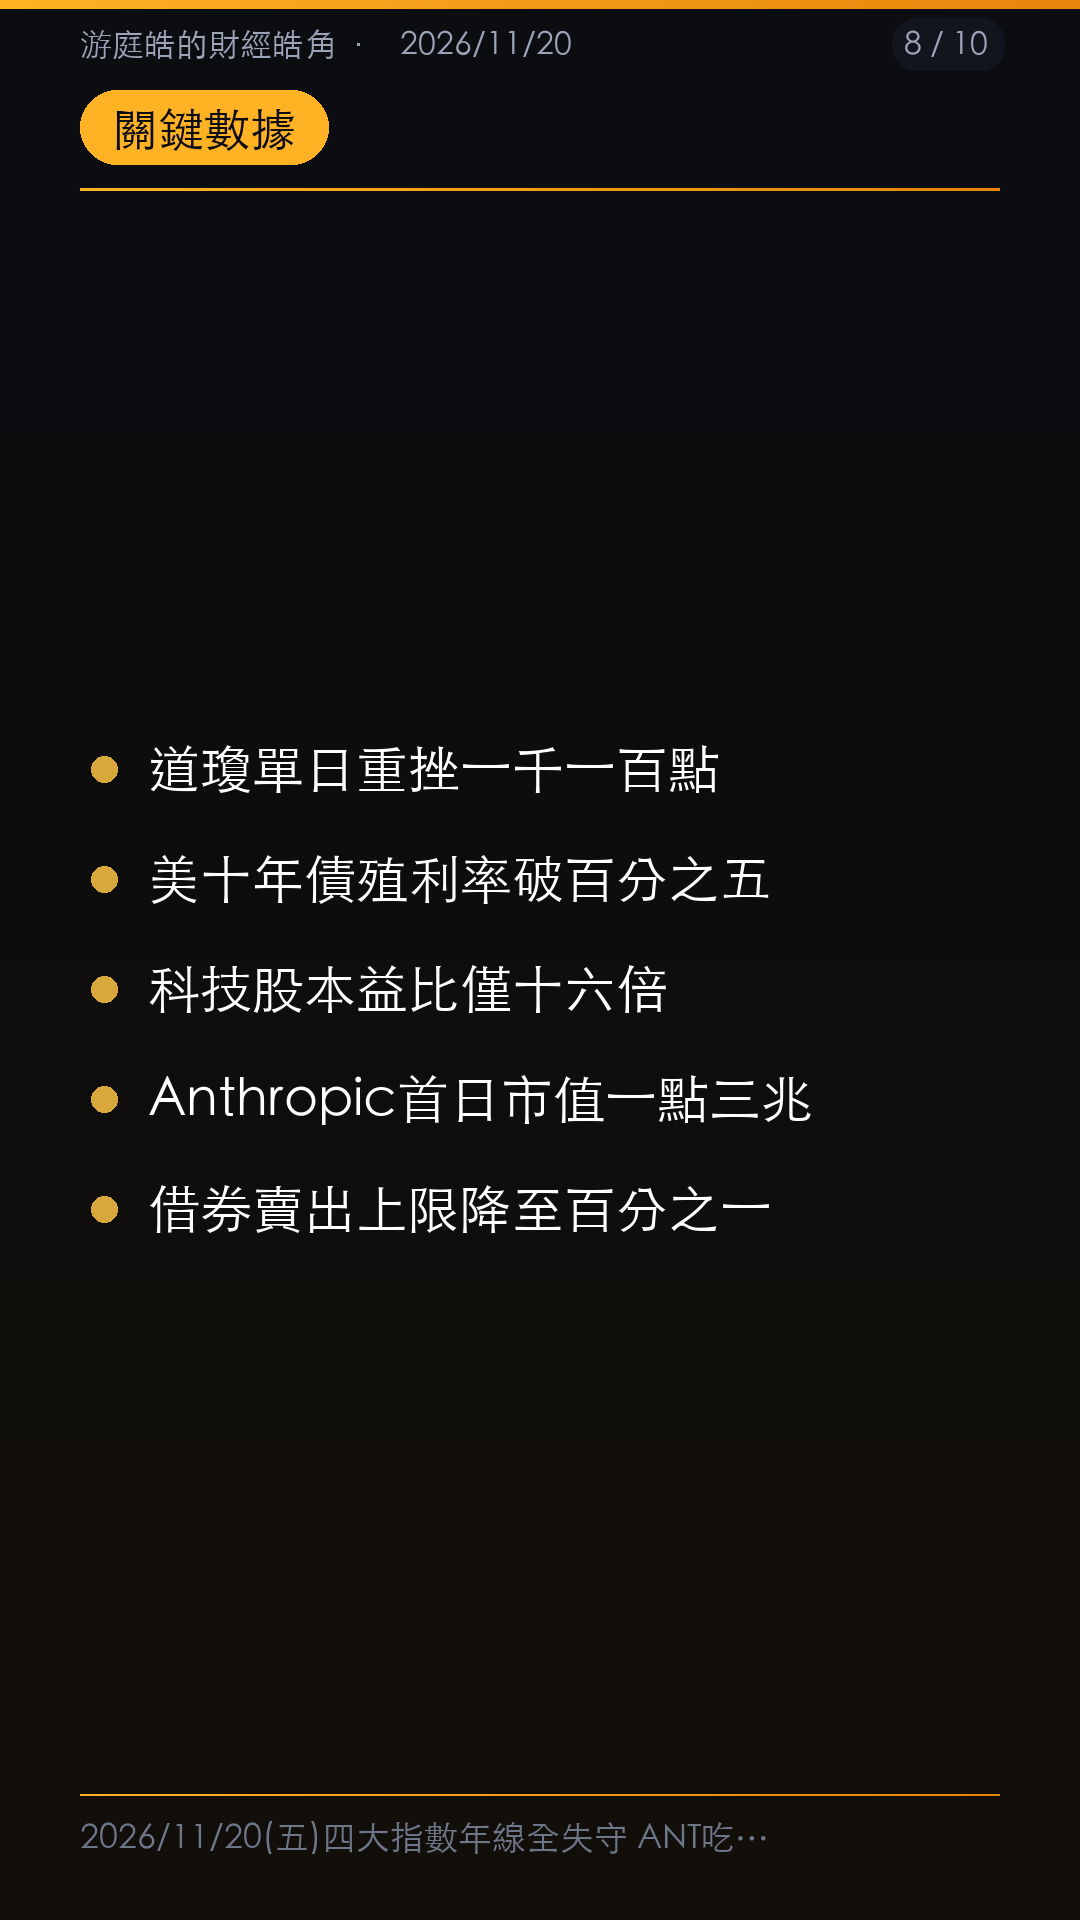 游庭皓的財經皓角 · 2026/11/20
8 / 10
關鍵數據
道瓊單日重挫一千一百點
美十年債殖利率破百分之五
科技股本益比僅十六倍
Anthropic首日市值一點三兆
借券賣出上限降至百分之一
2026/11/20(五)四大指數年線全失守 ANT吃…